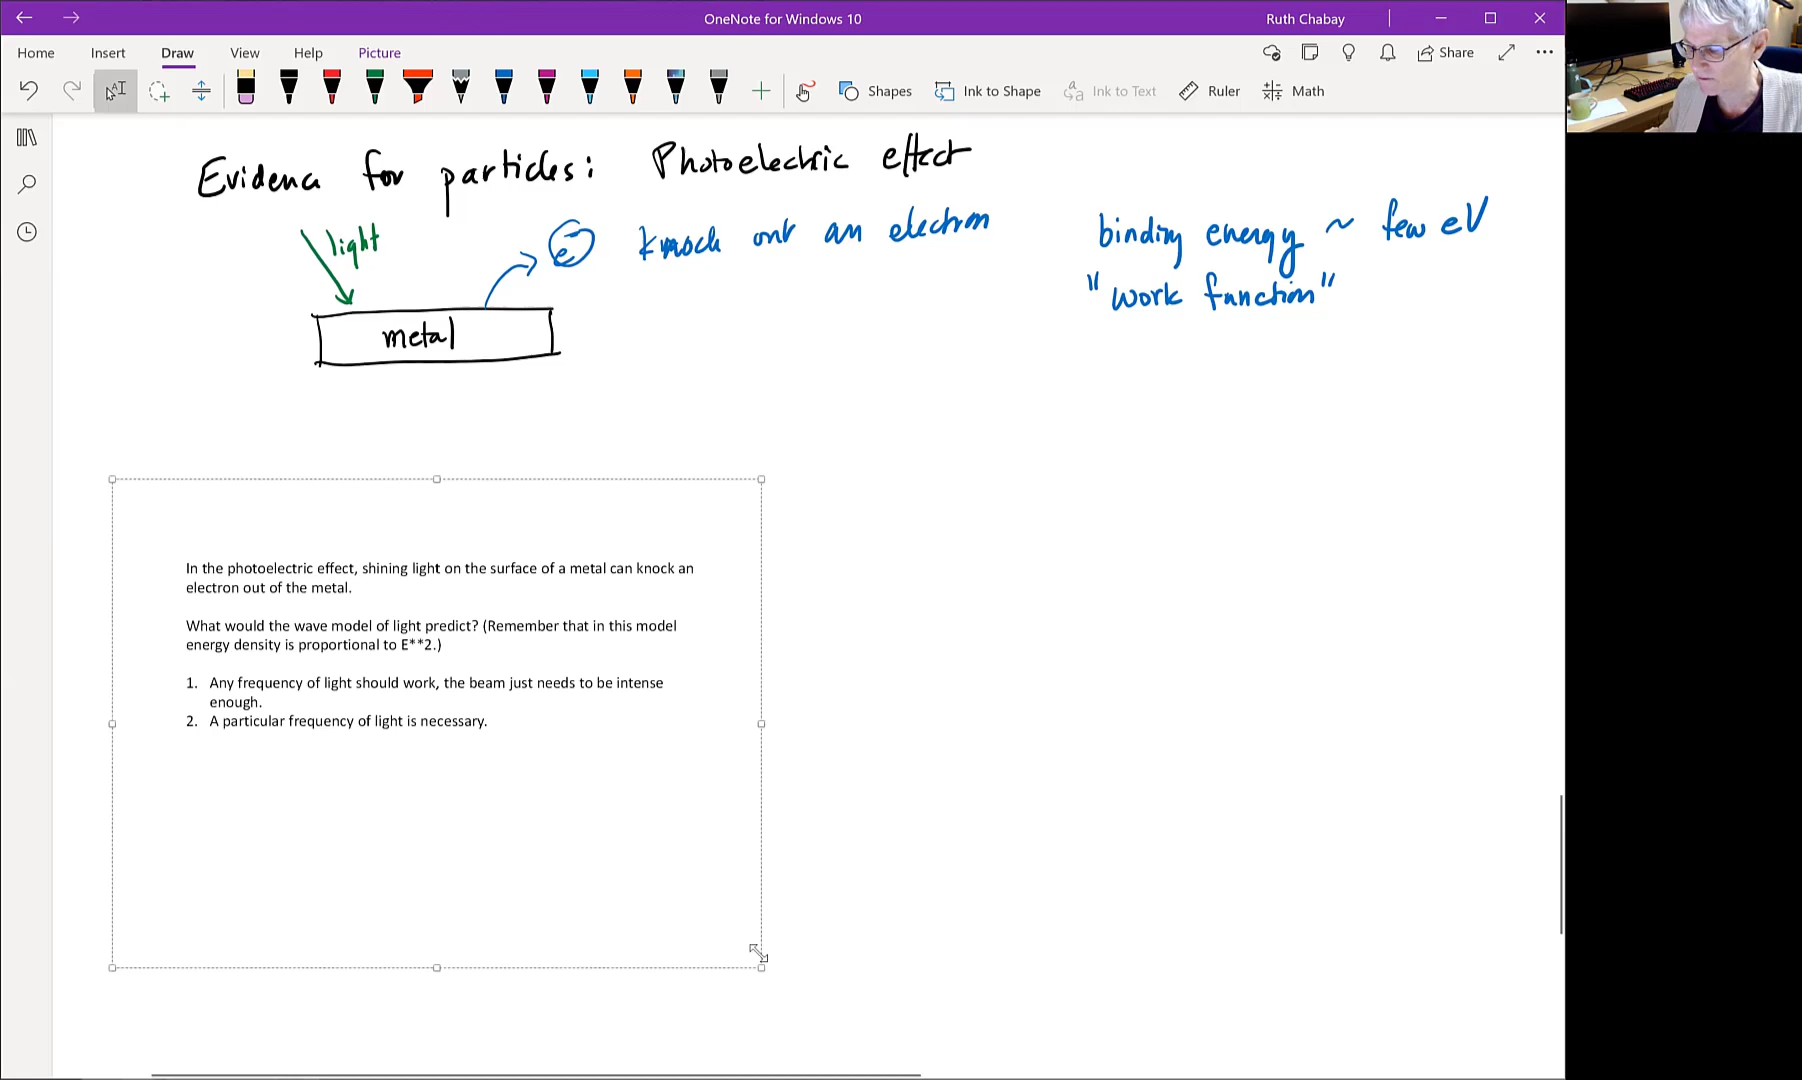 OneNote for Windows 10
Ruth Chabay
Home Insert Draw View Help Picture
Share
Shapes Ink to Shape Ink to Text Ruler Math
Evidence for particles: Photoelectric effect
light
e⁻ knock out an electron
binding energy ~ few eV
"work function"
metal
In the photoelectric effect, shining light on the surface of a metal can knock an
electron out of the metal.
What would the wave model of light predict? (Remember that in this model
energy density is proportional to E**2.)
1. Any frequency of light should work, the beam just needs to be intense
enough.
2. A particular frequency of light is necessary.